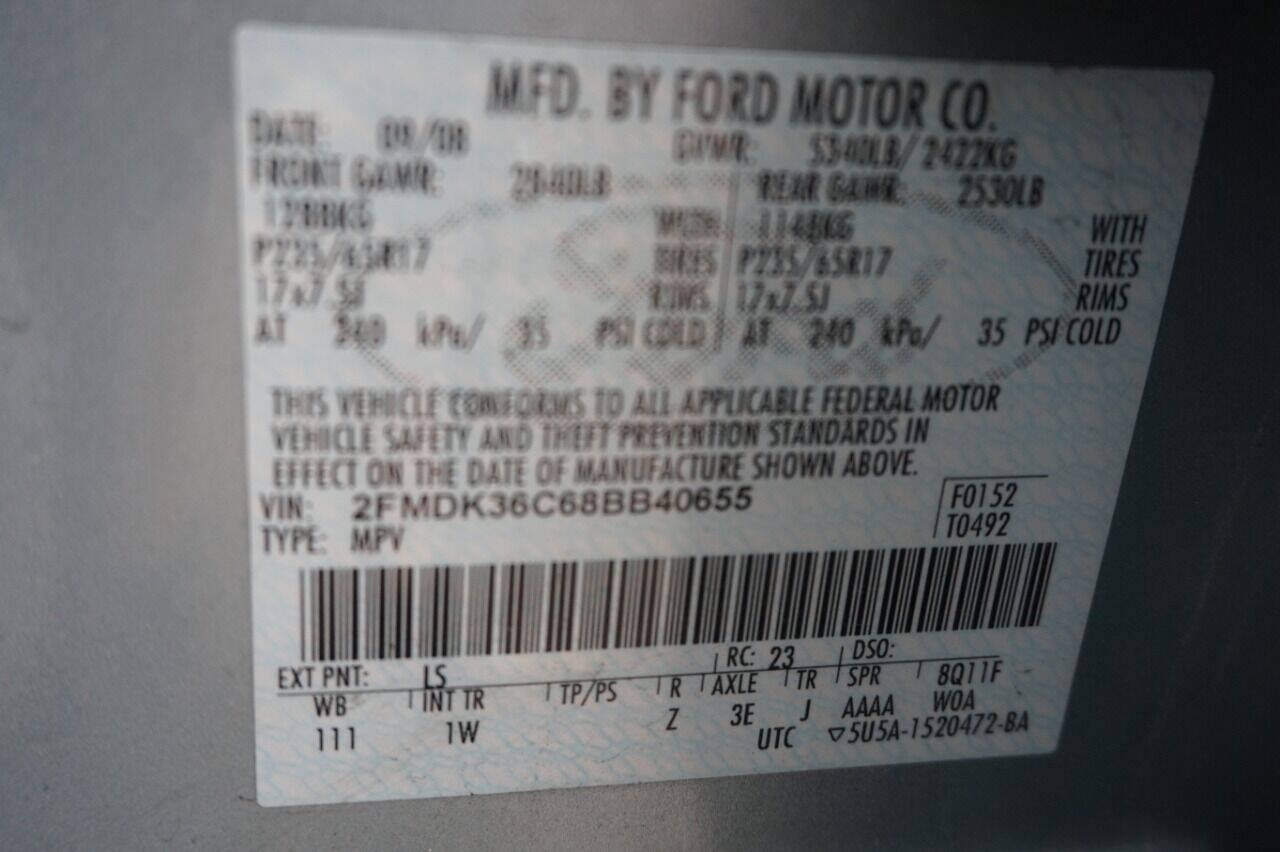 MFD. BY FORD MOTOR CO.
DATE: 09/08 GVWR: 5340LB/ 2422KG
FRONT GAWR: 2840LB REAR GAWR: 2530LB
1288KG WITH 1148KG WITH
P235/65R17 TIRES P235/65R17 TIRES
17x7.5J RIMS 17x7.5J RIMS
AT 240 kPa/ 35 PSI COLD AT 240 kPa/ 35 PSI COLD
THIS VEHICLE CONFORMS TO ALL APPLICABLE FEDERAL MOTOR
VEHICLE SAFETY AND THEFT PREVENTION STANDARDS IN
EFFECT ON THE DATE OF MANUFACTURE SHOWN ABOVE.
VIN: 2FMDK36C68BB40655 F0152
TYPE: MPV T0492
EXT PNT: LS RC: 23 DSO:
WB INT TR TP/PS R AXLE TR SPR 8Q11F
111 1W Z 3E J AAAA WOA
UTC ▽5U5A-1520472-BA